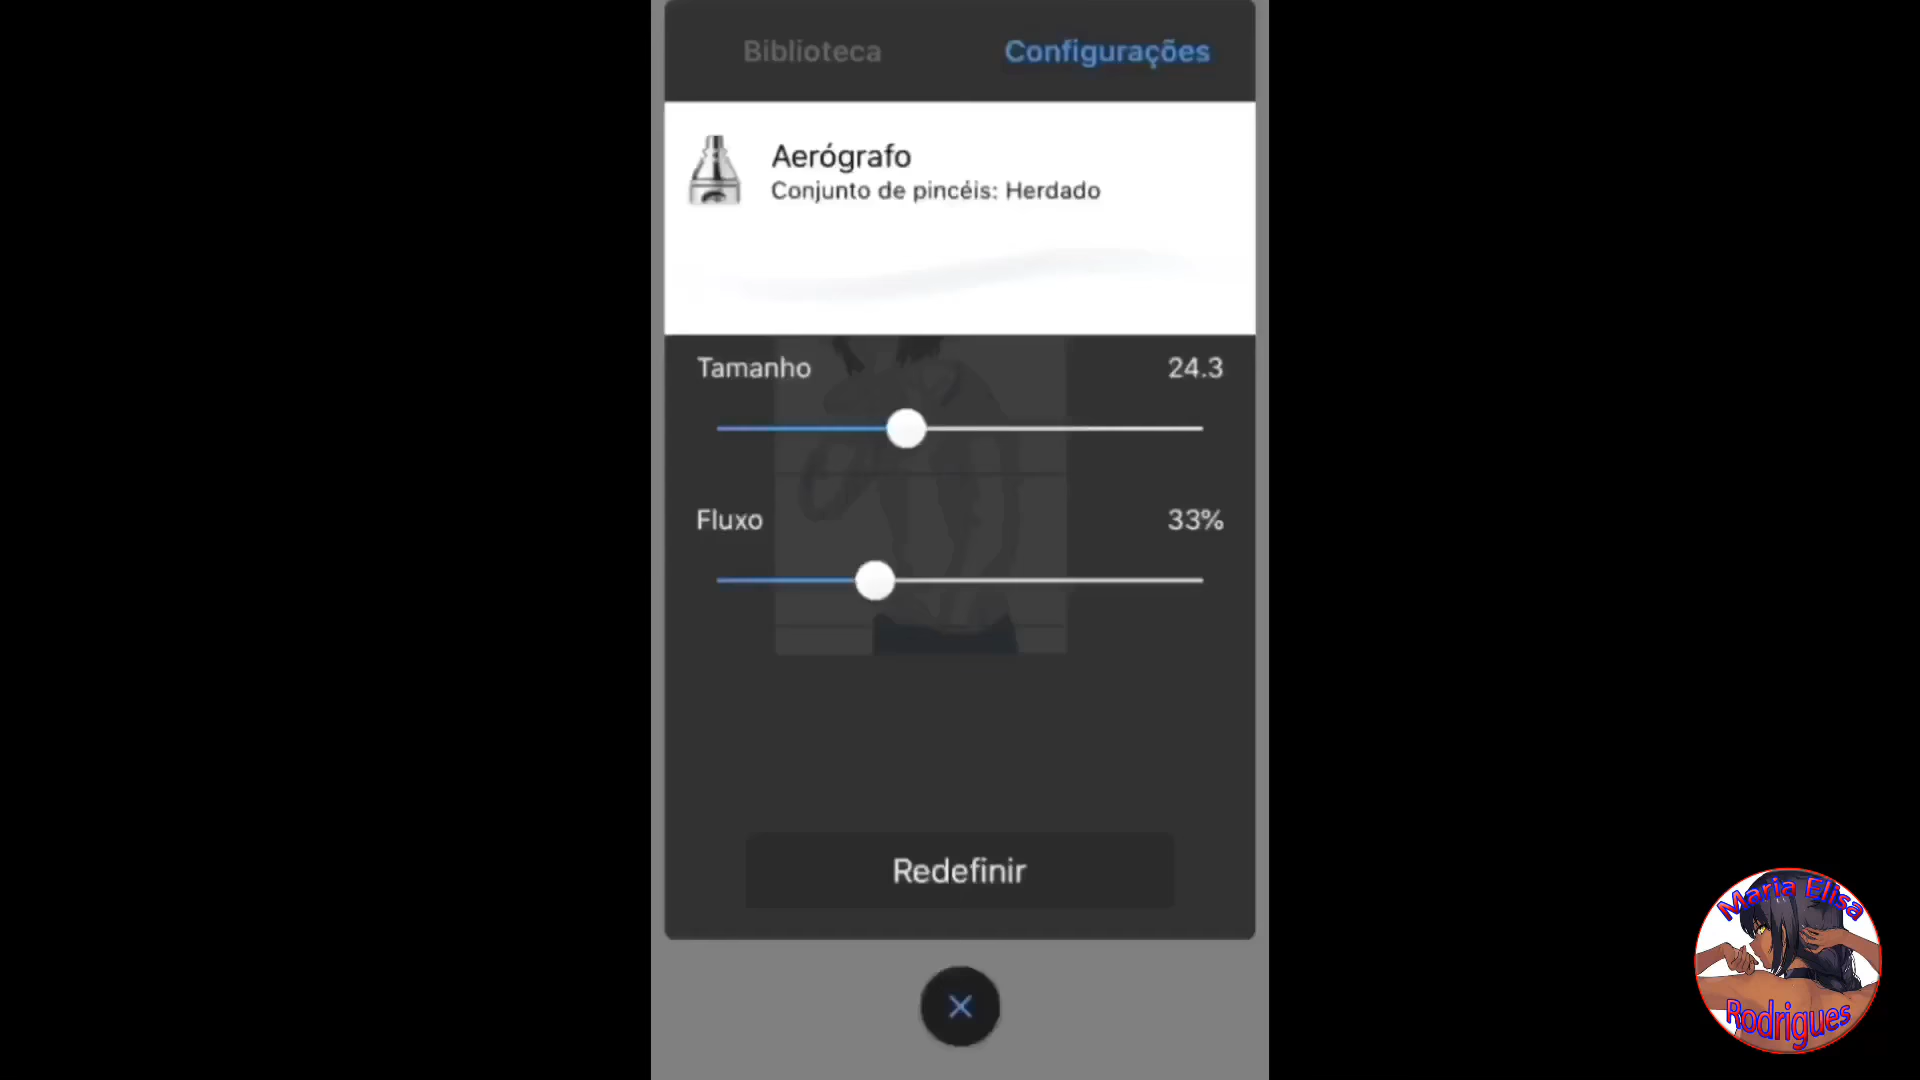 Biblioteca
Configurações
Aerógrafo
Conjunto de pincéis: Herdado
Tamanho
24.3
Fluxo
33%
Redefinir
Maria Elisa
Rodrigues